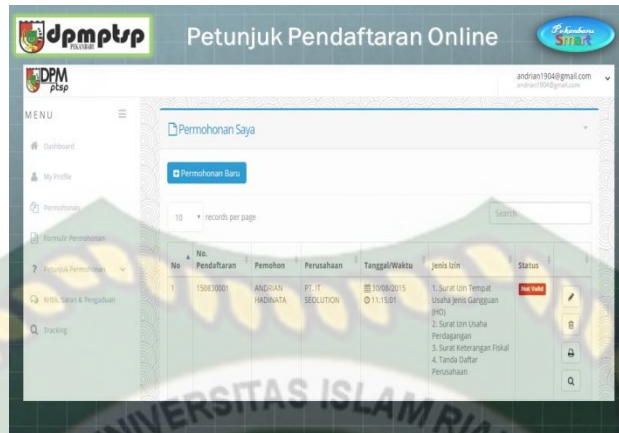 dpmptsp
PEKANBARU
Petunjuk Pendaftaran Online
Pekanbaru
Smart
DPM
ptsp
andrian1904@gmail.com
andrian1904@gmail.com
MENU
Dashboard
My Profile
Permohonan
Formulir Permohonan
Petunjuk Permohonan
Kritik, Saran & Pengaduan
Tracking
Permohonan Saya
Permohonan Baru
10 records per page
Search
No No. Pendaftaran Pemohon Perusahaan Tanggal/Waktu Jenis Izin Status
1 150830001 ANDRIAN HADINATA PT. IT SEOLUTION 30/08/2015 11:15:01
1. Surat Izin Tempat
Usaha Jenis Gangguan
(HO)
2. Surat Izin Usaha
Perdagangan
3. Surat Keterangan Fiskal
4. Tanda Daftar
Perusahaan
Not Valid
UNIVERSITAS ISLAM RIAU